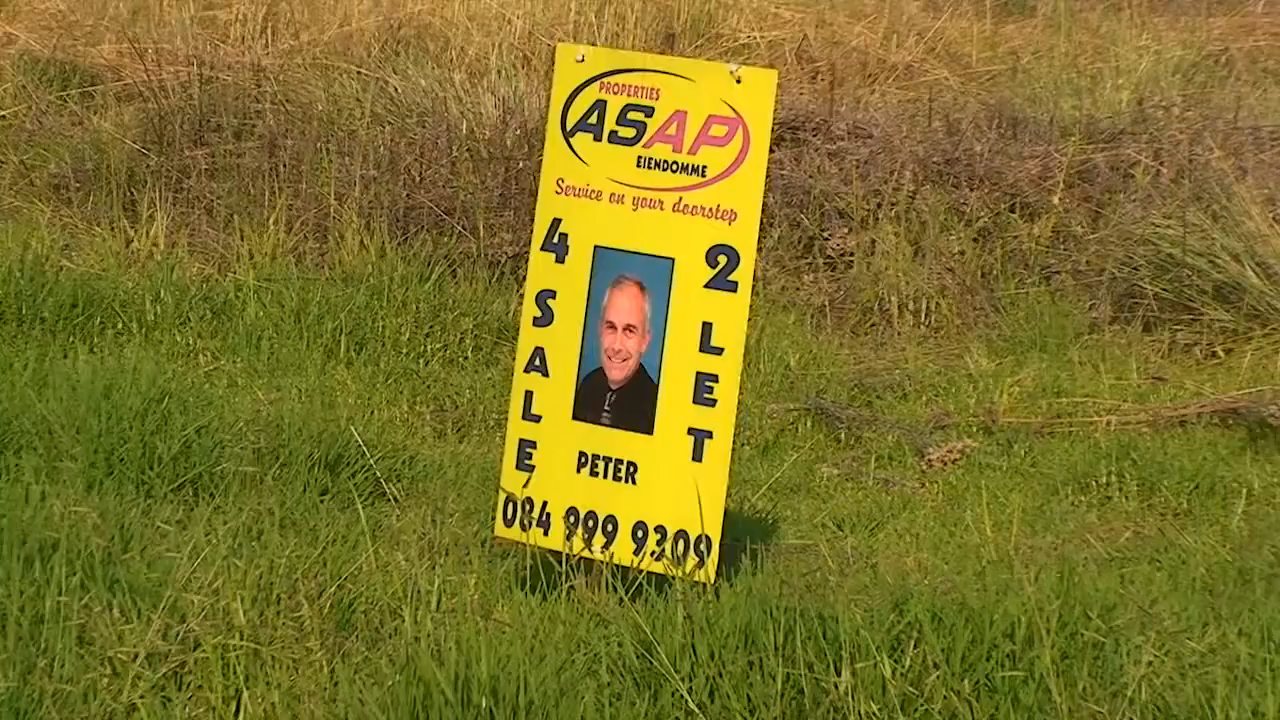 PROPERTIES
ASAP
EIENDOMME
Service on your doorstep
4 SALE
2 LET
PETER
084 999 9309